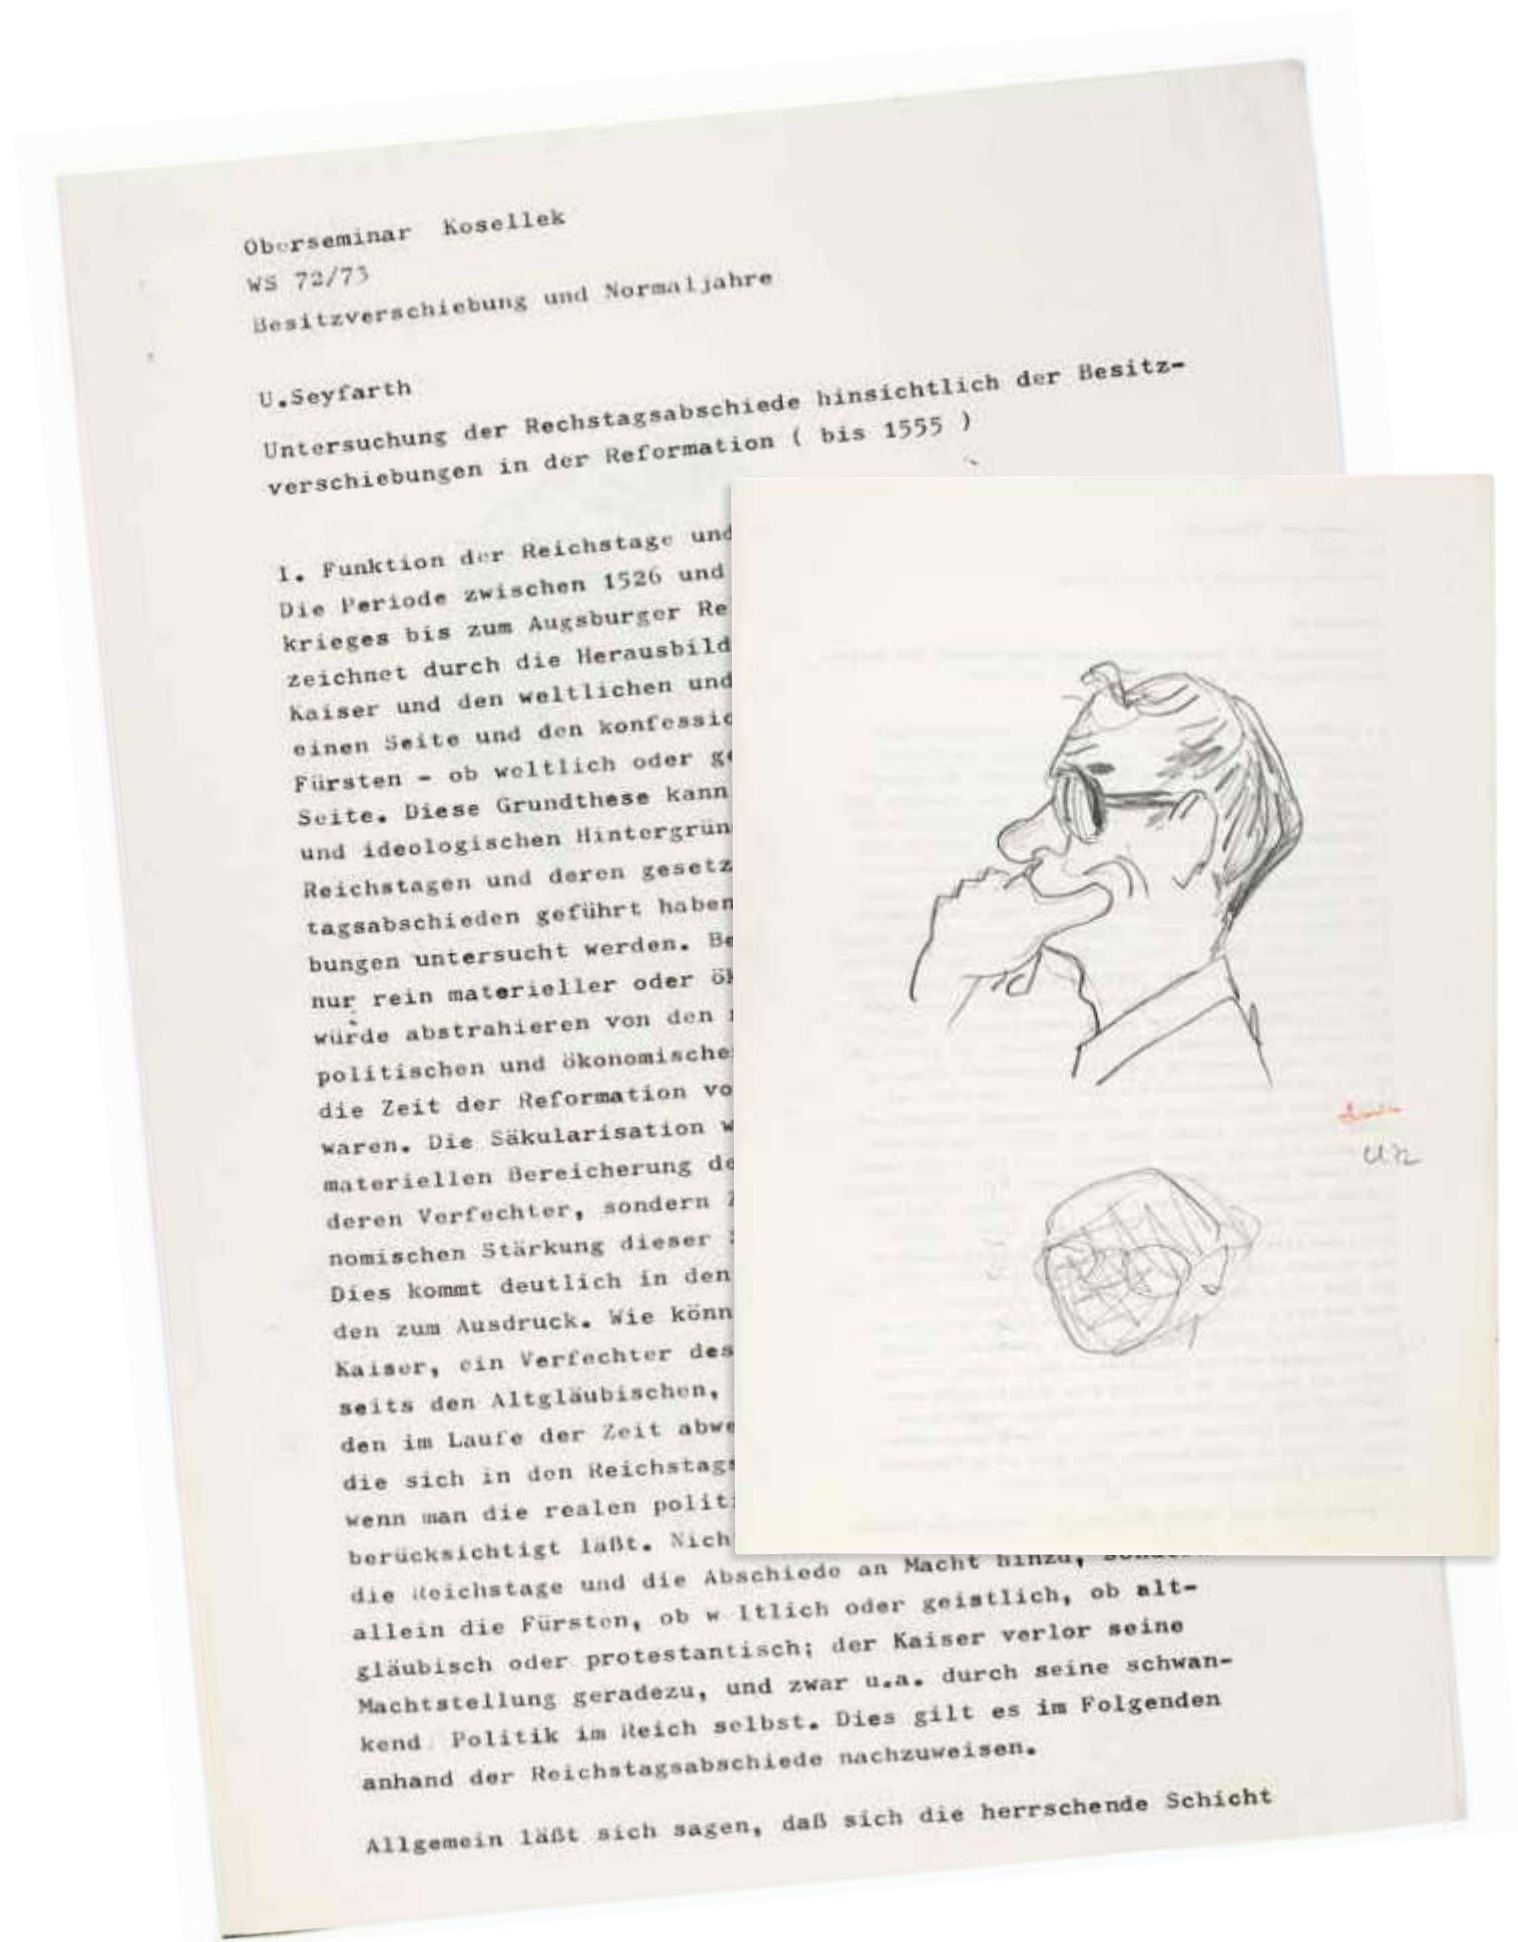 Oberseminar Kosellek
WS 72/73
Besitzverschiebung und Normaljahre
U.Seyfarth
Untersuchung der Rechstagsabschiede hinsichtlich der Besitz-
verschiebungen in der Reformation ( bis 1555 )
I. Funktion der Reichstage und
Die Periode zwischen 1526 und
krieges bis zum Augsburger Re
zeichnet durch die Herausbild
Kaiser und den weltlichen und
einen Seite und den konfessio
Fürsten - ob weltlich oder ge
Seite. Diese Grundthese kann
und ideologischen Hintergrün
Reichstagen und deren gesetz
tagsabschieden geführt haben
bungen untersucht werden. Be
nur rein materieller oder ök
würde abstrahieren von den
politischen und ökonomische
die Zeit der Reformation vo
waren. Die Säkularisation w
materiellen Bereicherung de
deren Verfechter, sondern Z
nomischen Stärkung dieser
Dies kommt deutlich in den
den zum Ausdruck. Wie könn
Kaiser, ein Verfechter des
seits den Altgläubischen,
den im Laufe der Zeit abwe
die sich in den Reichstags
wenn man die realen polit
berücksichtigt läßt. Nich
die Reichstage und die Abschiede an Macht hinzu,
allein die Fürsten, ob w ltlich oder geistlich, ob alt-
gläubisch oder protestantisch; der Kaiser verlor seine
Machtstellung geradezu, und zwar u.a. durch seine schwan-
kend Politik im Reich selbst. Dies gilt es im Folgenden
anhand der Reichstagsabschiede nachzuweisen.
Allgemein läßt sich sagen, daß sich die herrschende Schicht